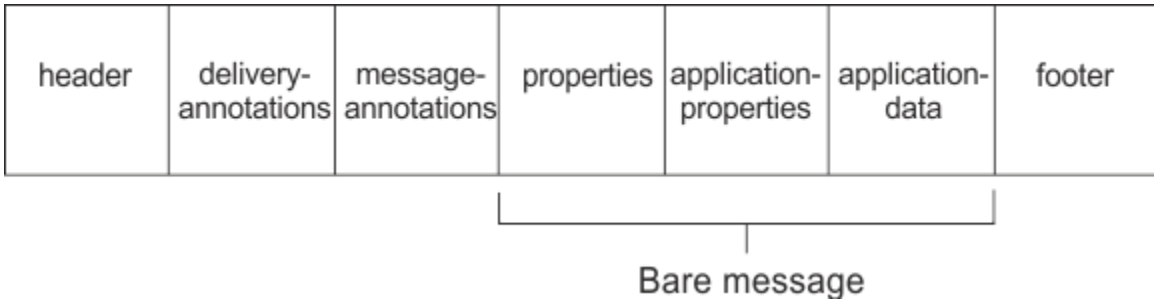 header
delivery-
annotations
message-
annotations
properties
application-
properties
application-
data
footer
Bare message